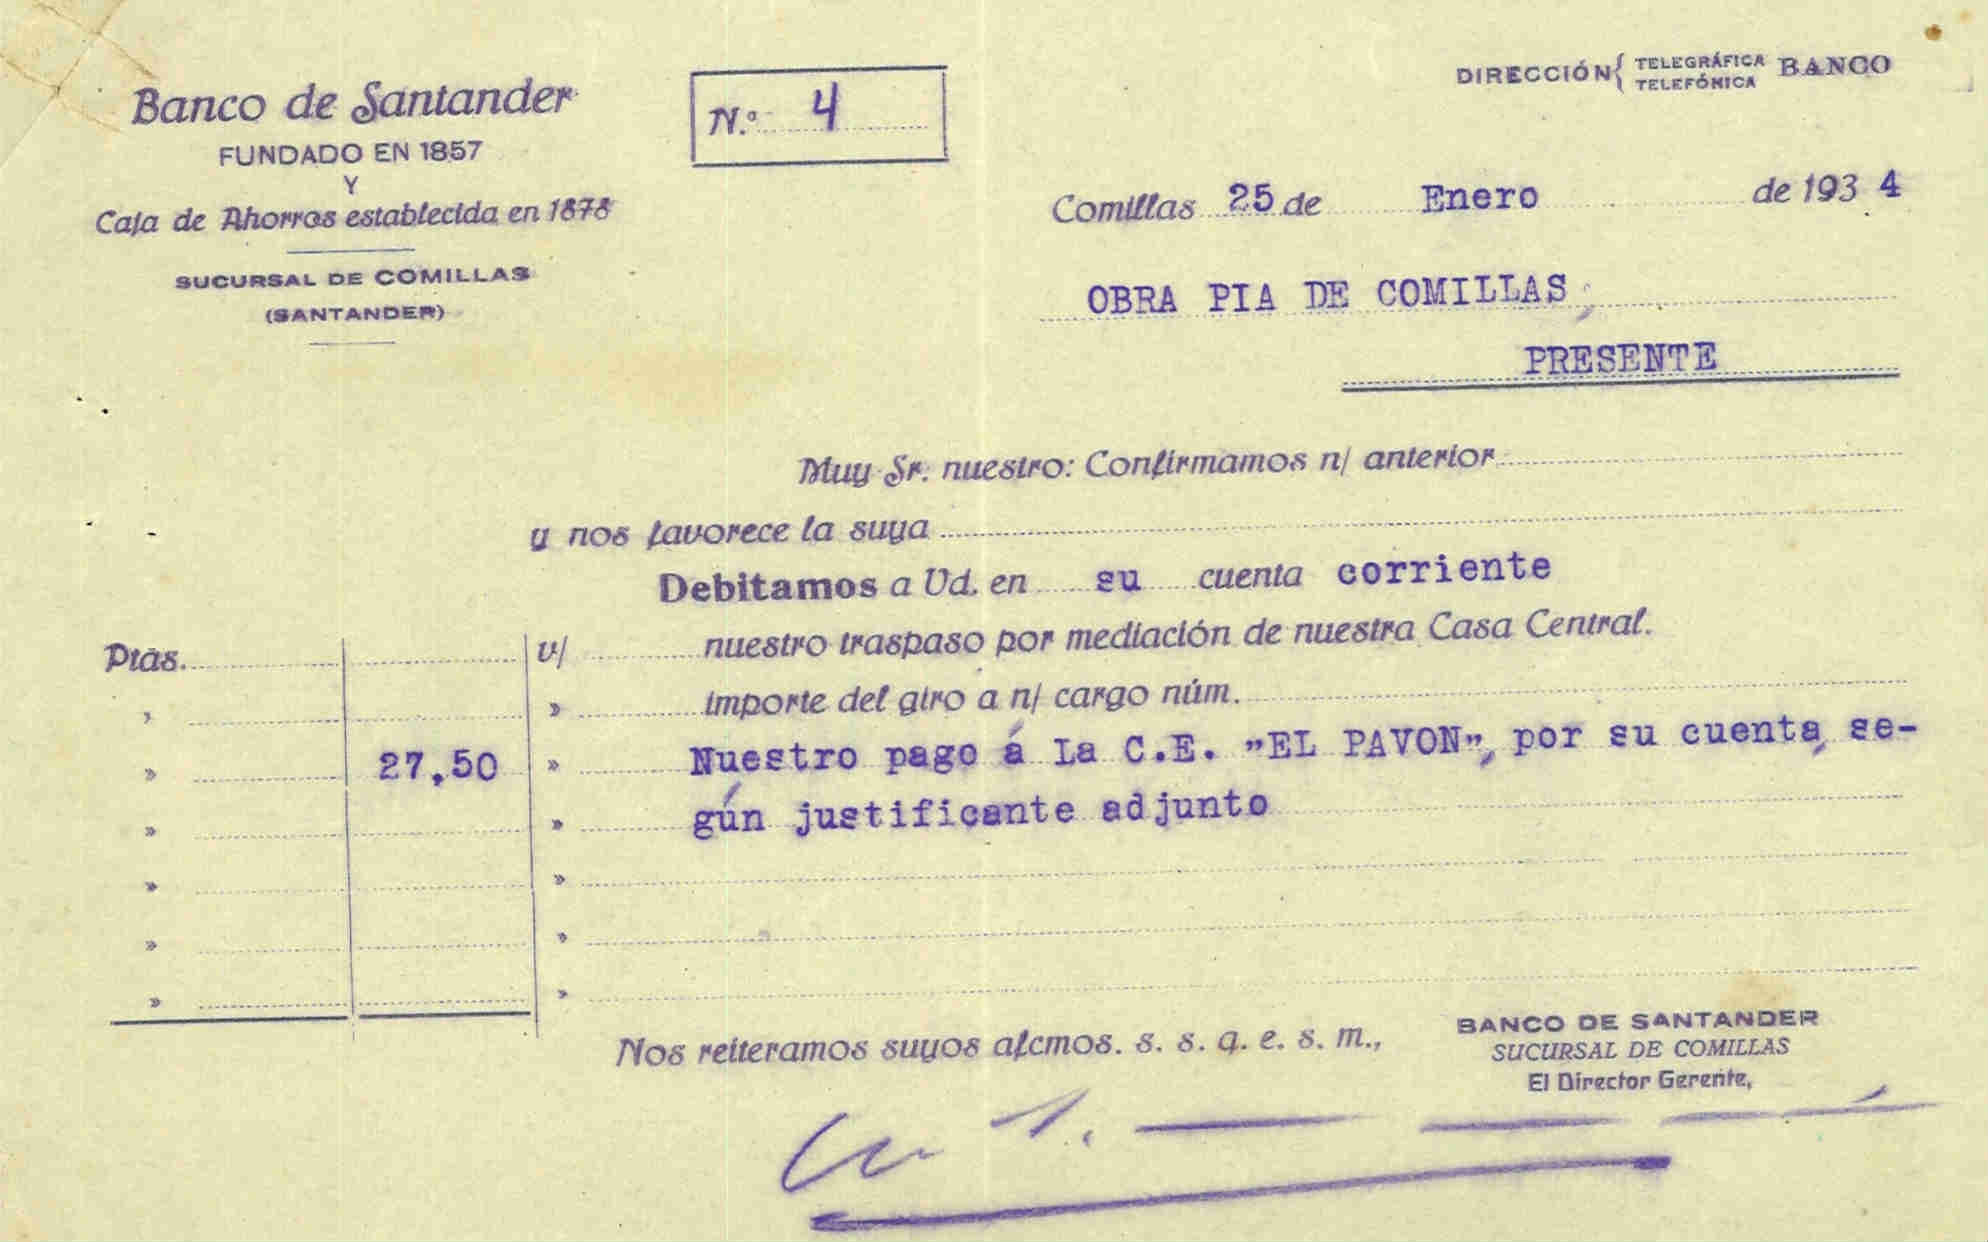 Banco de Santander
FUNDADO EN 1857
Y
Caja de Ahorros establecida en 1878
SUCURSAL DE COMILLAS
(SANTANDER)
N.º 4
DIRECCIÓN { TELEGRÁFICA TELEFÓNICA BANCO
Comillas 25 de Enero de 1934
OBRA PIA DE COMILLAS,
PRESENTE
Muy Sr. nuestro: Confirmamos n/ anterior
y nos favorece la suya
Debitamos a Ud. en su cuenta corriente
Ptas. v/ nuestro traspaso por mediación de nuestra Casa Central.
, » importe del giro a n/ cargo núm.
» 27,50 » Nuestro pago á La C.E. "EL PAVON", por su cuenta, se-
» » gún justificante adjunto
» »
» »
» »
Nos reiteramos suyos afcmos. s. s. q. e. s. m.,
BANCO DE SANTANDER
SUCURSAL DE COMILLAS
El Director Gerente,